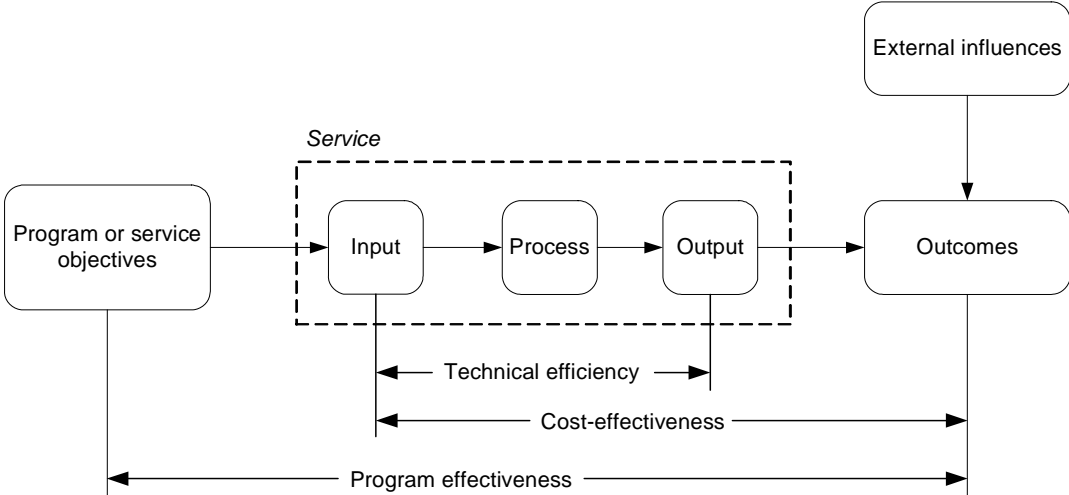 External influences
Service
Program or service
objectives
Input
Process
Output
Outcomes
Technical efficiency
Cost-effectiveness
Program effectiveness